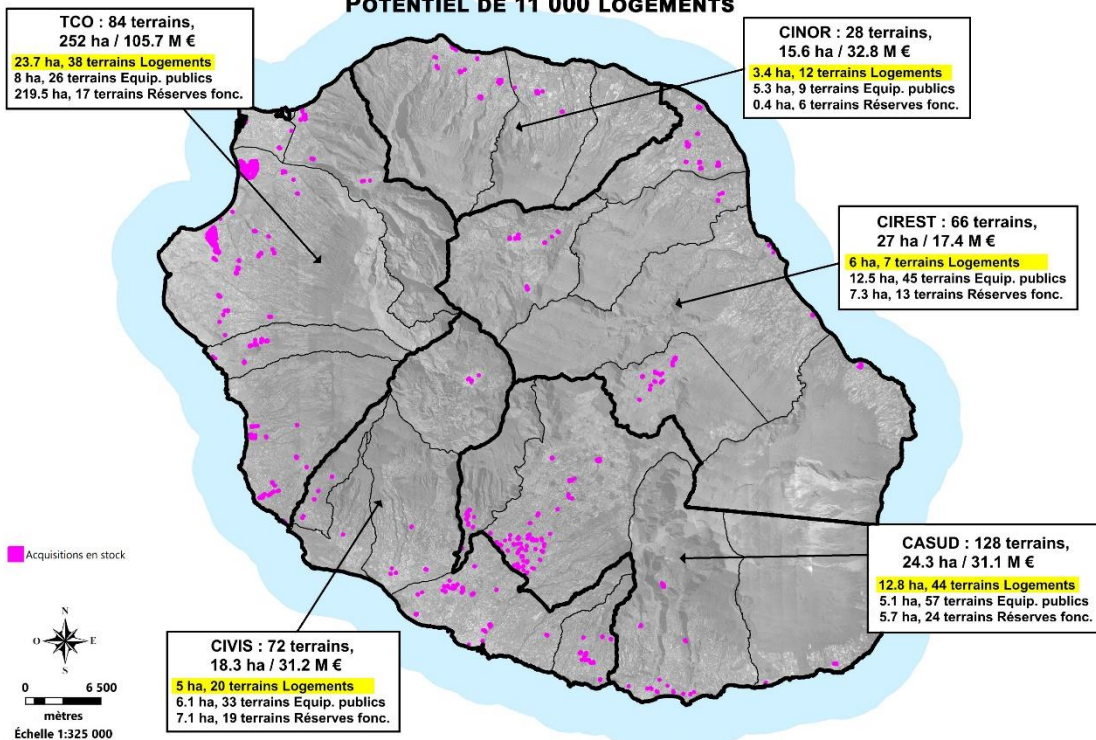 POTENTIEL DE 11 000 LOGEMENTS
TCO : 84 terrains,
252 ha / 105.7 M €
23.7 ha, 38 terrains Logements
8 ha, 26 terrains Equip. publics
219.5 ha, 17 terrains Réserves fonc.
CINOR : 28 terrains,
15.6 ha / 32.8 M €
3.4 ha, 12 terrains Logements
5.3 ha, 9 terrains Equip. publics
0.4 ha, 6 terrains Réserves fonc.
CIREST : 66 terrains,
27 ha / 17.4 M €
6 ha, 7 terrains Logements
12.5 ha, 45 terrains Equip. publics
7.3 ha, 13 terrains Réserves fonc.
CASUD : 128 terrains,
24.3 ha / 31.1 M €
12.8 ha, 44 terrains Logements
5.1 ha, 57 terrains Equip. publics
5.7 ha, 24 terrains Réserves fonc.
Acquisitions en stock
CIVIS : 72 terrains,
18.3 ha / 31.2 M €
5 ha, 20 terrains Logements
6.1 ha, 33 terrains Equip. publics
7.1 ha, 19 terrains Réserves fonc.
N
O E
S
0 6 500
mètres
Échelle 1:325 000